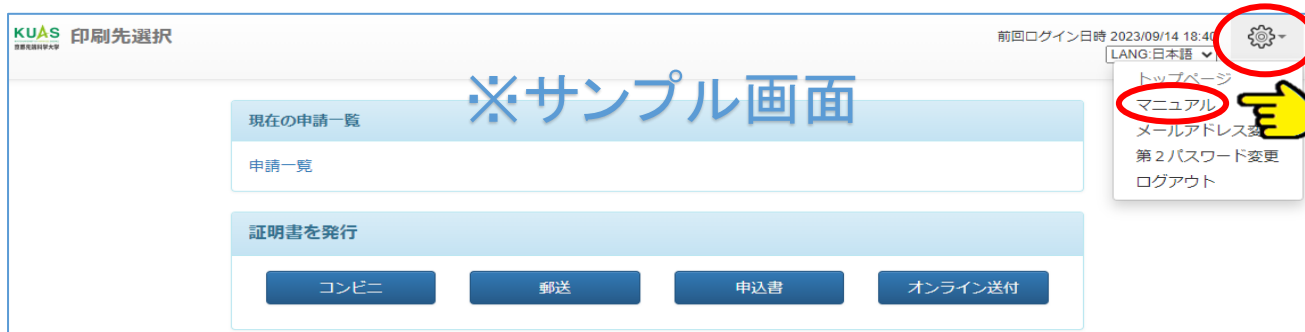 KUAS
京都先端科学大学
印刷先選択
前回ログイン日時 2023/09/14 18:40
LANG:日本語
※サンプル画面
トップページ
マニュアル
メールアドレス変
第2パスワード変更
ログアウト
現在の申請一覧
申請一覧
証明書を発行
コンビニ
郵送
申込書
オンライン送付